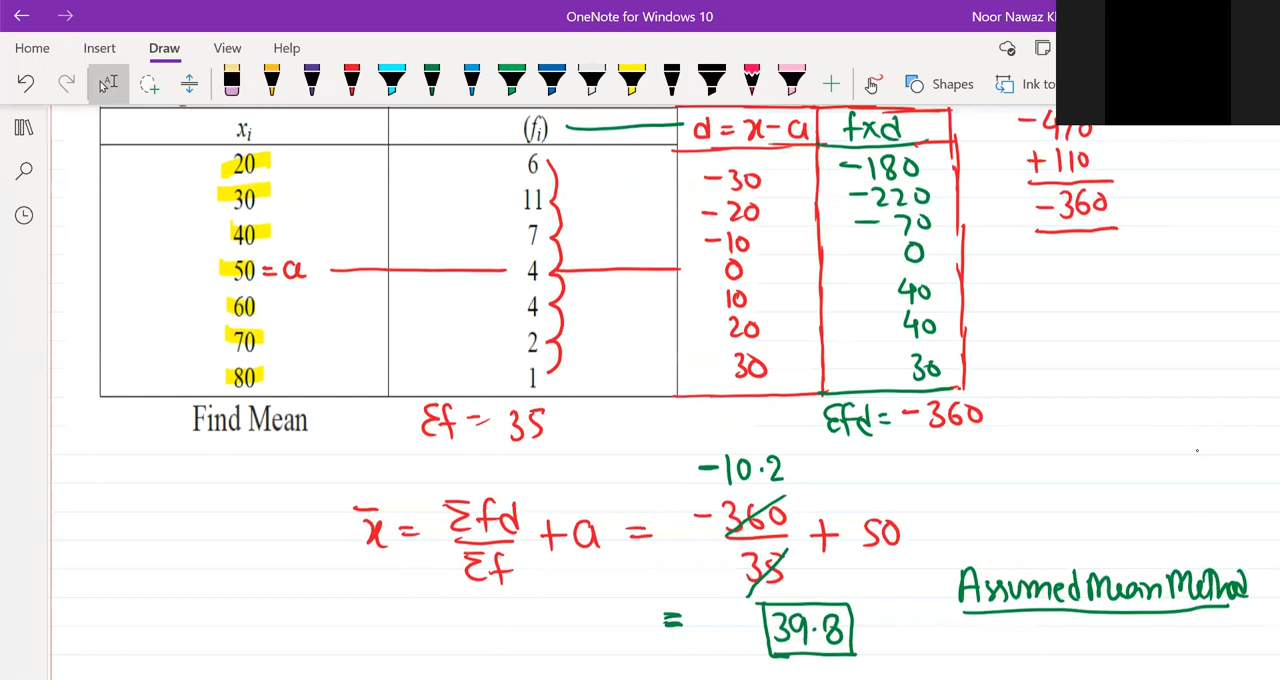 OneNote for Windows 10
Noor Nawaz
Home Insert Draw View Help
Shapes
Ink to
xᵢ (fᵢ) d = x - a f×d
20 6 -30 -180
30 11 -20 -220
40 7 -10 -70
50 = a 4 0 0
60 4 10 40
70 2 20 40
80 1 30 30
-470
+110
-360
Find Mean Σf = 35 Σfd = -360
-10.2
x̄ = Σfd/Σf + a = -360/35 + 50
= 39.8
Assumed Mean Method